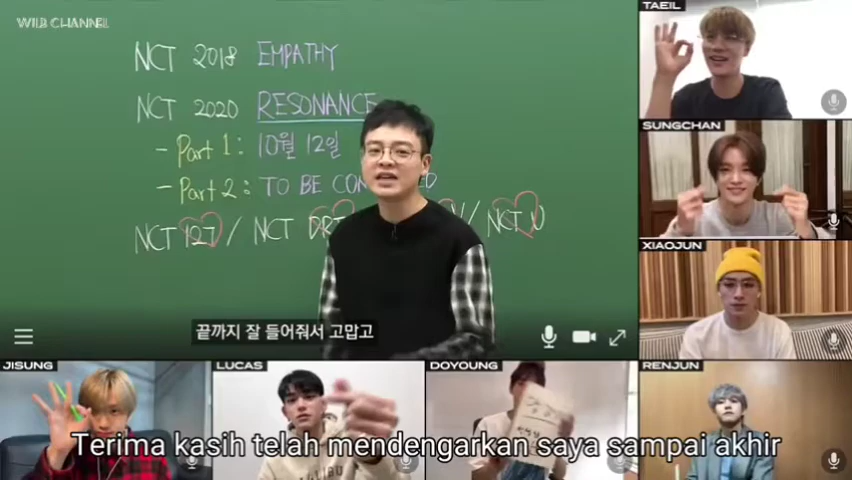 WILB CHANNEL
NCT 2018 EMPATHY
NCT 2020 RESONANCE
- Part 1: 10월 12일
- Part 2: TO BE CON
NCT 127 / NCT / NCT U
끝까지 잘 들어줘서 고맙고
TAEIL
SUNGCHAN
XIAOJUN
JISUNG
LUCAS
DOYOUNG
RENJUN
Terima kasih telah mendengarkan saya sampai akhir